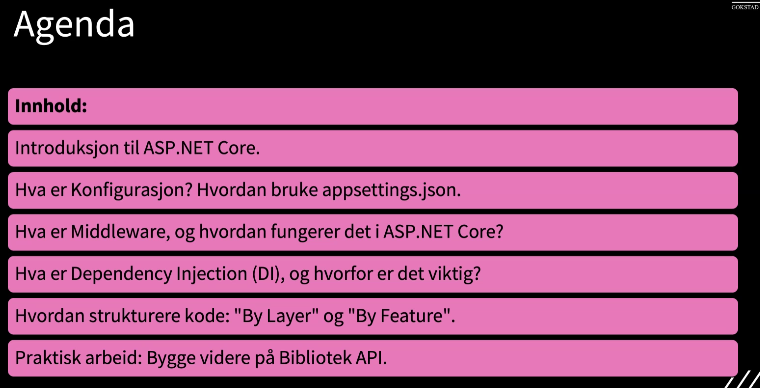 GOKSTAD
Agenda
Innhold:
Introduksjon til ASP.NET Core.
Hva er Konfigurasjon? Hvordan bruke appsettings.json.
Hva er Middleware, og hvordan fungerer det i ASP.NET Core?
Hva er Dependency Injection (DI), og hvorfor er det viktig?
Hvordan strukturere kode: "By Layer" og "By Feature".
Praktisk arbeid: Bygge videre på Bibliotek API.